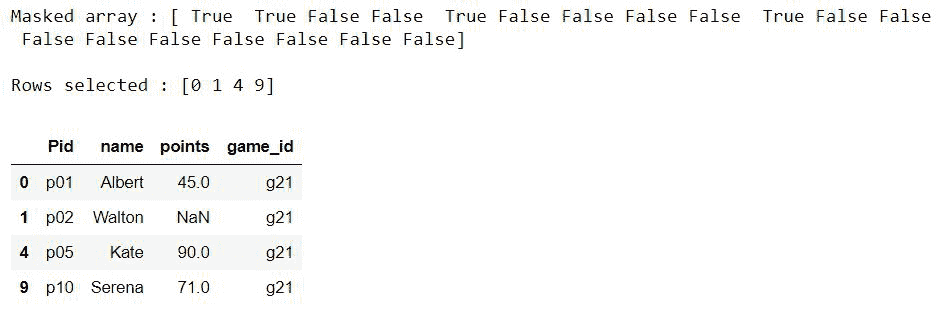 Masked array : [ True  True False False  True False False False False  True False False
 False False False False False False False]
Rows selected : [0 1 4 9]
Pid name points game_id
0 p01 Albert 45.0 g21
1 p02 Walton NaN g21
4 p05 Kate 90.0 g21
9 p10 Serena 71.0 g21